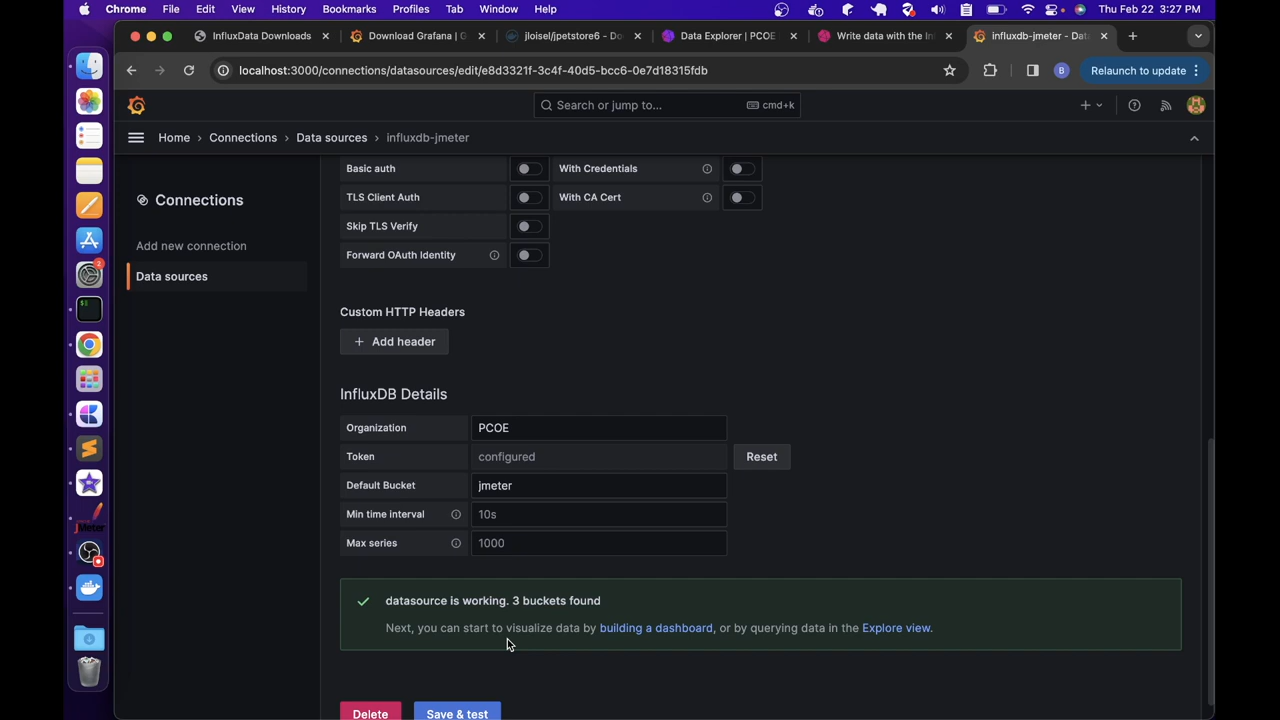 Chrome File Edit View History Bookmarks Profiles Tab Window Help Thu Feb 22 3:27 PM
InfluxData Downloads Download Grafana | G jloisel/jpetstore6 - Do Data Explorer | PCOE Write data with the In influxdb-jmeter - Dat
localhost:3000/connections/datasources/edit/e8d3321f-3c4f-40d5-bcc6-0e7d18315fdb B Relaunch to update
Search or jump to... cmd+k
Home Connections Data sources influxdb-jmeter
Basic auth With Credentials
Connections
TLS Client Auth With CA Cert
Skip TLS Verify
Add new connection
Forward OAuth Identity
Data sources
2
Custom HTTP Headers
Add header
InfluxDB Details
Organization PCOE
Token configured Reset
Default Bucket jmeter
Min time interval 10s
Max series 1000
JMeter
datasource is working. 3 buckets found
Next, you can start to visualize data by building a dashboard, or by querying data in the Explore view.
Delete Save & test